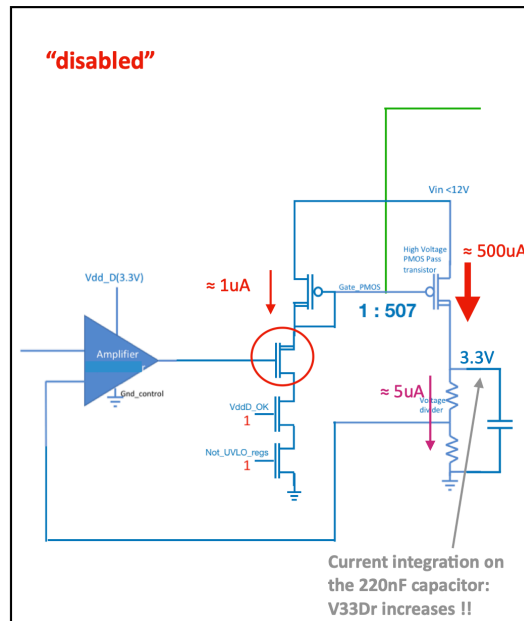 “disabled”
Vin <12V
High Voltage
PMOS Pass
transistor
≈ 500uA
Vdd_D(3.3V)
≈ 1uA
Gate_PMOS
1 : 507
Amplifier
3.3V
Gnd_control
≈ 5uA
Voltage
divider
VddD_OK
1
Not_UVLO_regs
1
Current integration on
the 220nF capacitor:
V33Dr increases !!